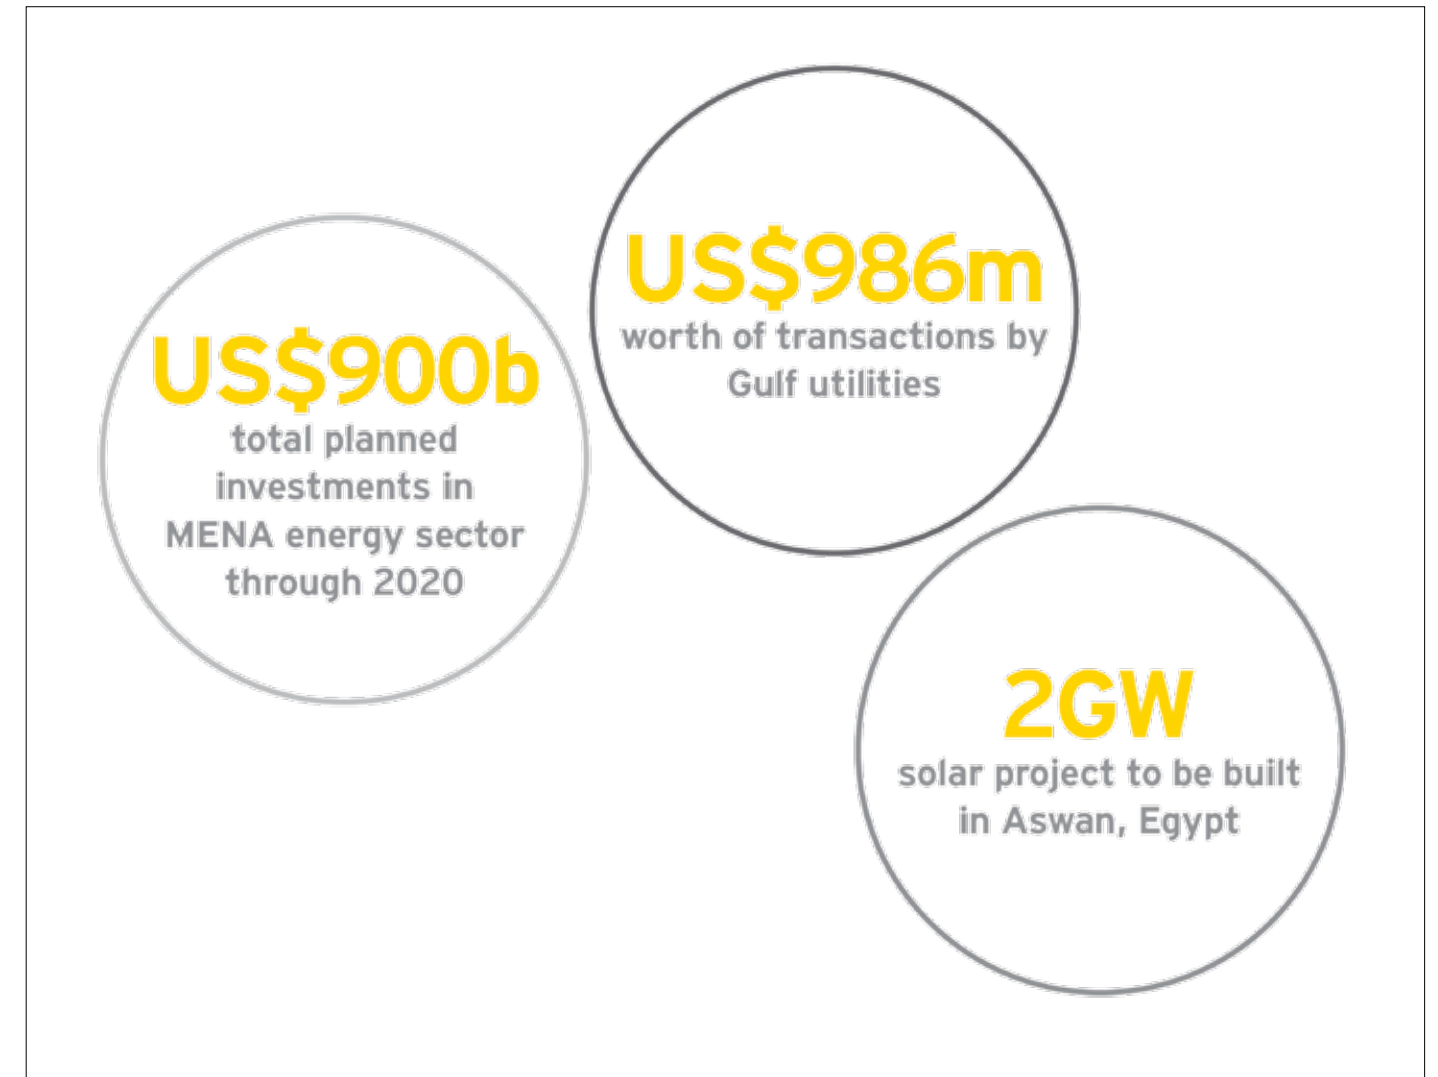 US$900b
total planned
investments in
MENA energy sector
through 2020
US$986m
worth of transactions by
Gulf utilities
2GW
solar project to be built
in Aswan, Egypt